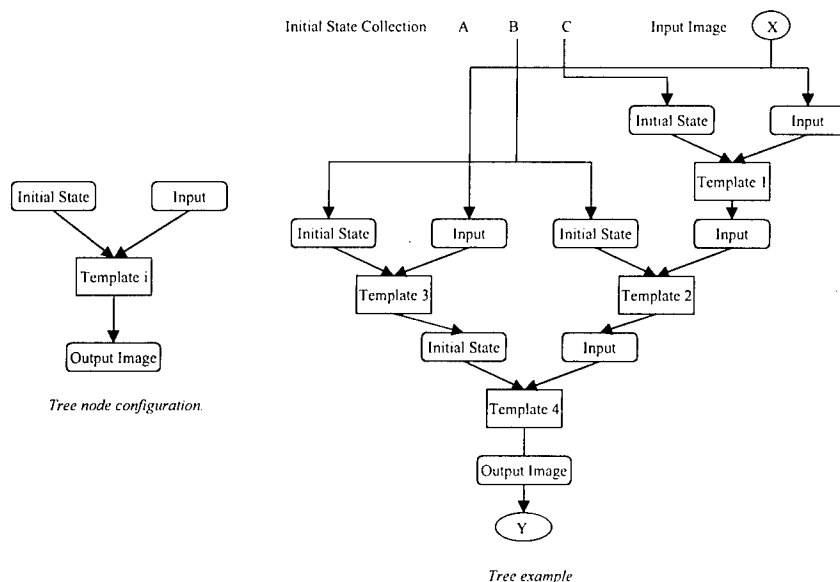 Initial State Collection A B C Input Image X
Initial State Input
Template 1
Initial State Input
Template i
Output Image
Tree node configuration.
Initial State Input Initial State Input
Template 3 Template 2
Initial State Input
Template 4
Output Image
Y
Tree example